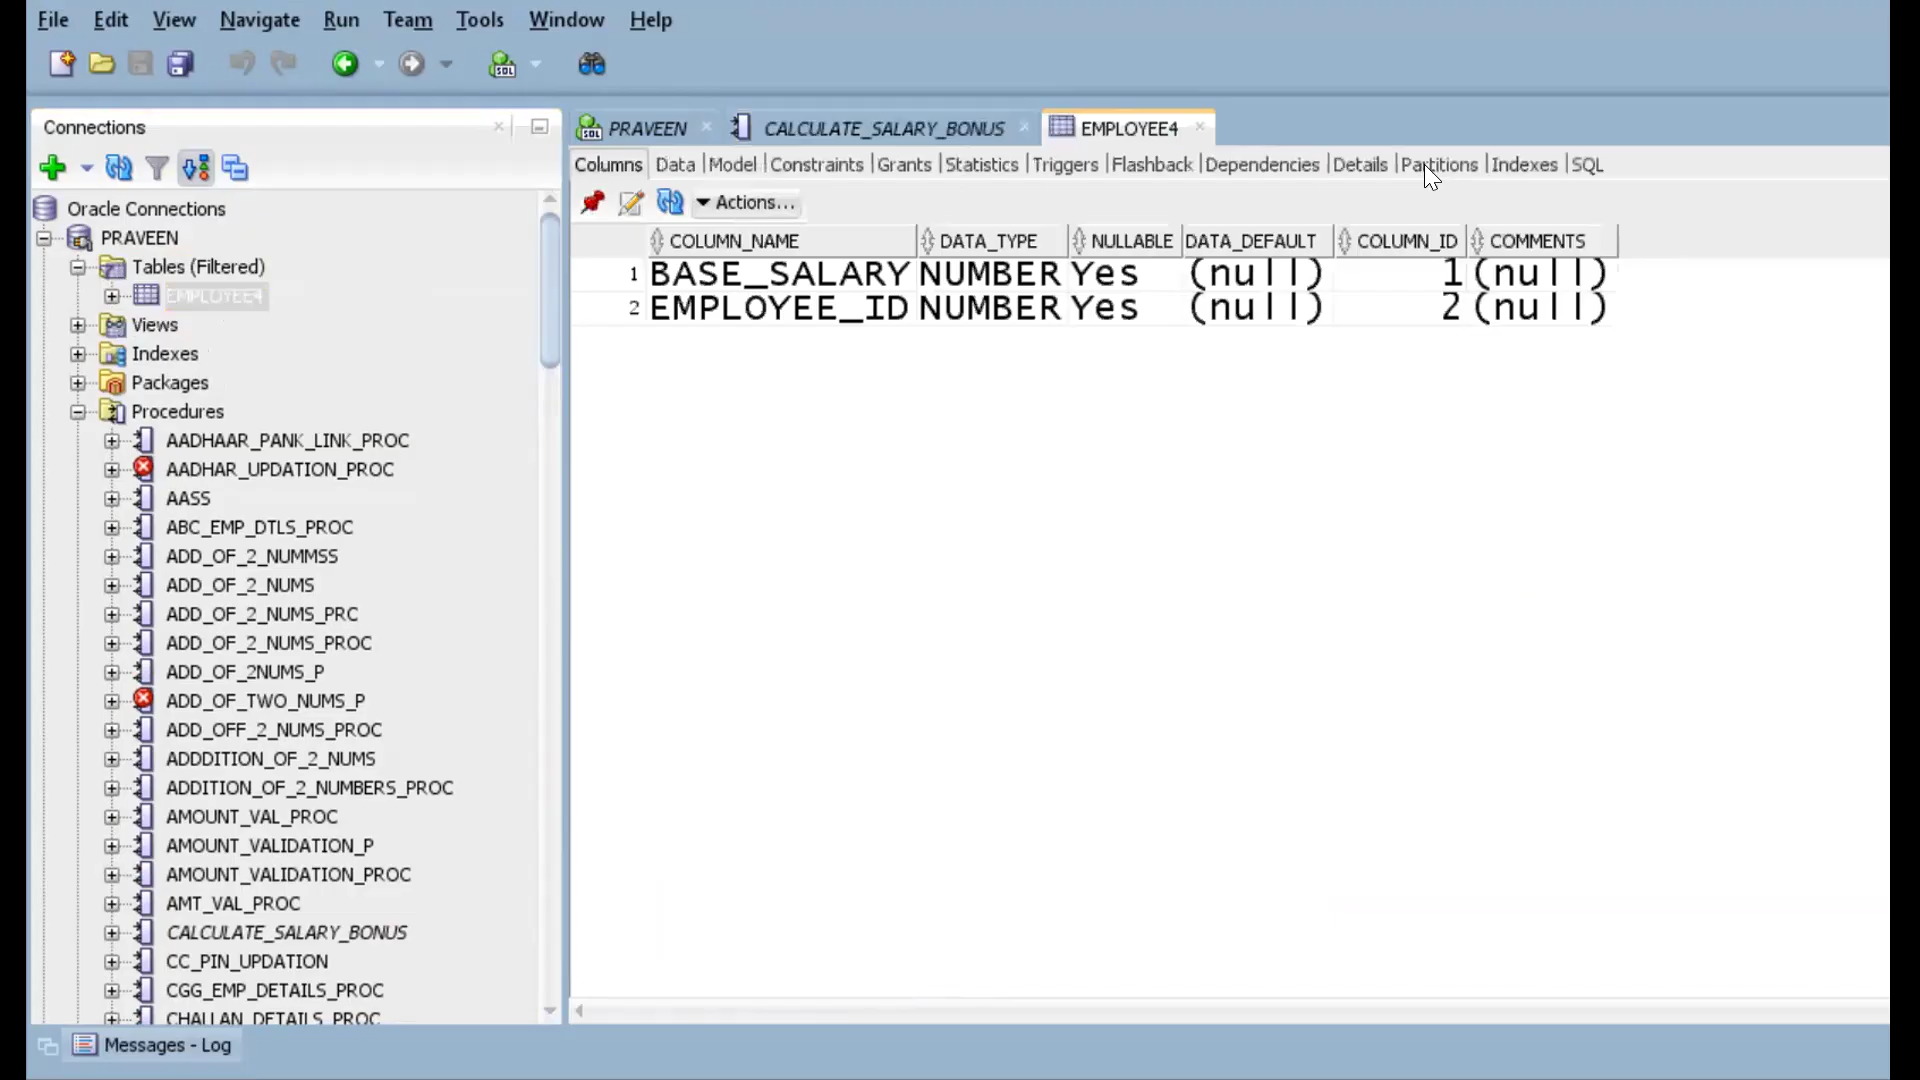 File Edit View Navigate Run Team Tools Window Help
SQL
Connections
Oracle Connections
PRAVEEN
Tables (Filtered)
EMPLOYEE4
Views
Indexes
Packages
Procedures
AADHAAR_PANK_LINK_PROC
AADHAR_UPDATION_PROC
AASS
ABC_EMP_DTLS_PROC
ADD_OF_2_NUMMSS
ADD_OF_2_NUMS
ADD_OF_2_NUMS_PRC
ADD_OF_2_NUMS_PROC
ADD_OF_2NUMS_P
ADD_OF_TWO_NUMS_P
ADD_OFF_2_NUMS_PROC
ADDDITION_OF_2_NUMS
ADDITION_OF_2_NUMBERS_PROC
AMOUNT_VAL_PROC
AMOUNT_VALIDATION_P
AMOUNT_VALIDATION_PROC
AMT_VAL_PROC
CALCULATE_SALARY_BONUS
CC_PIN_UPDATION
CGG_EMP_DETAILS_PROC
CHALLAN_DETAILS_PROC
SQL PRAVEEN CALCULATE_SALARY_BONUS EMPLOYEE4
Columns Data Model Constraints Grants Statistics Triggers Flashback Dependencies Details Partitions Indexes SQL
Actions...
COLUMN_NAME DATA_TYPE NULLABLE DATA_DEFAULT COLUMN_ID COMMENTS
1 BASE_SALARY NUMBER Yes (null) 1 (null)
2 EMPLOYEE_ID NUMBER Yes (null) 2 (null)
Messages - Log